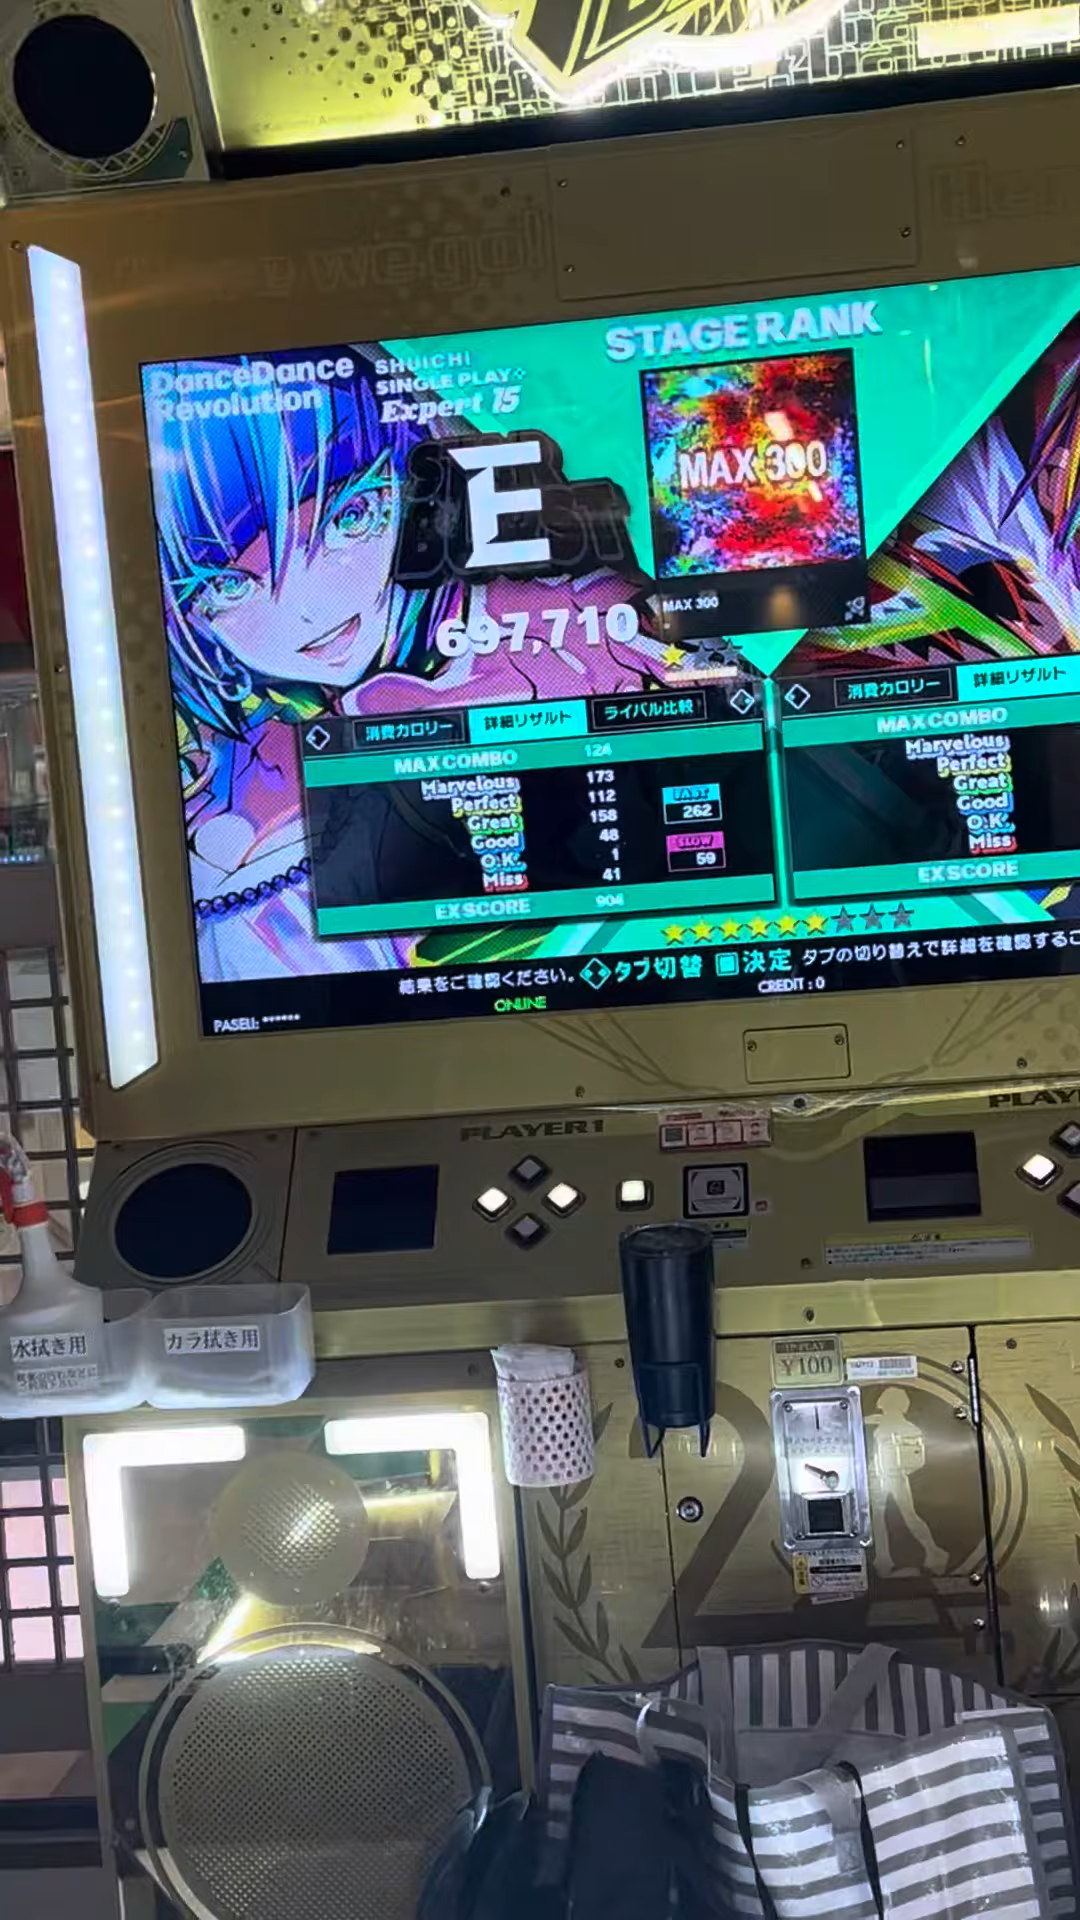 we.go!
STAGE RANK
DanceDance
Revolution
SHUICHI
SINGLE PLAY
Expert 15
E
MAX 300
697,710
MAX 300
消費カロリー
詳細リザルト
ライバル比較
MAX COMBO 124
Marvelous 173
Perfect 112
Great 158
Good 48
O.K. 1
Miss 41
EX SCORE 904
FAST
262
SLOW
59
消費カロリー
詳細リザルト
MAX COMBO
Marvelous
Perfect
Great
Good
O.K.
Miss
EX SCORE
結果をご確認ください。
タブ切替
決定
タブの切り替えで詳細を確認するこ
PASELI: ******
ONLINE
CREDIT : 0
PLAYER1
PLAY
水拭き用
カラ拭き用
¥100
20